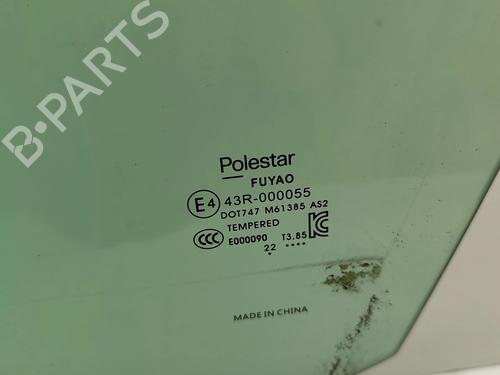 B-PARTS
Polestar
FUYAO
E4 43R-000055
DOT747 M61385 AS2
TEMPERED
CCC E000090 T3.85
22
MADE IN CHINA